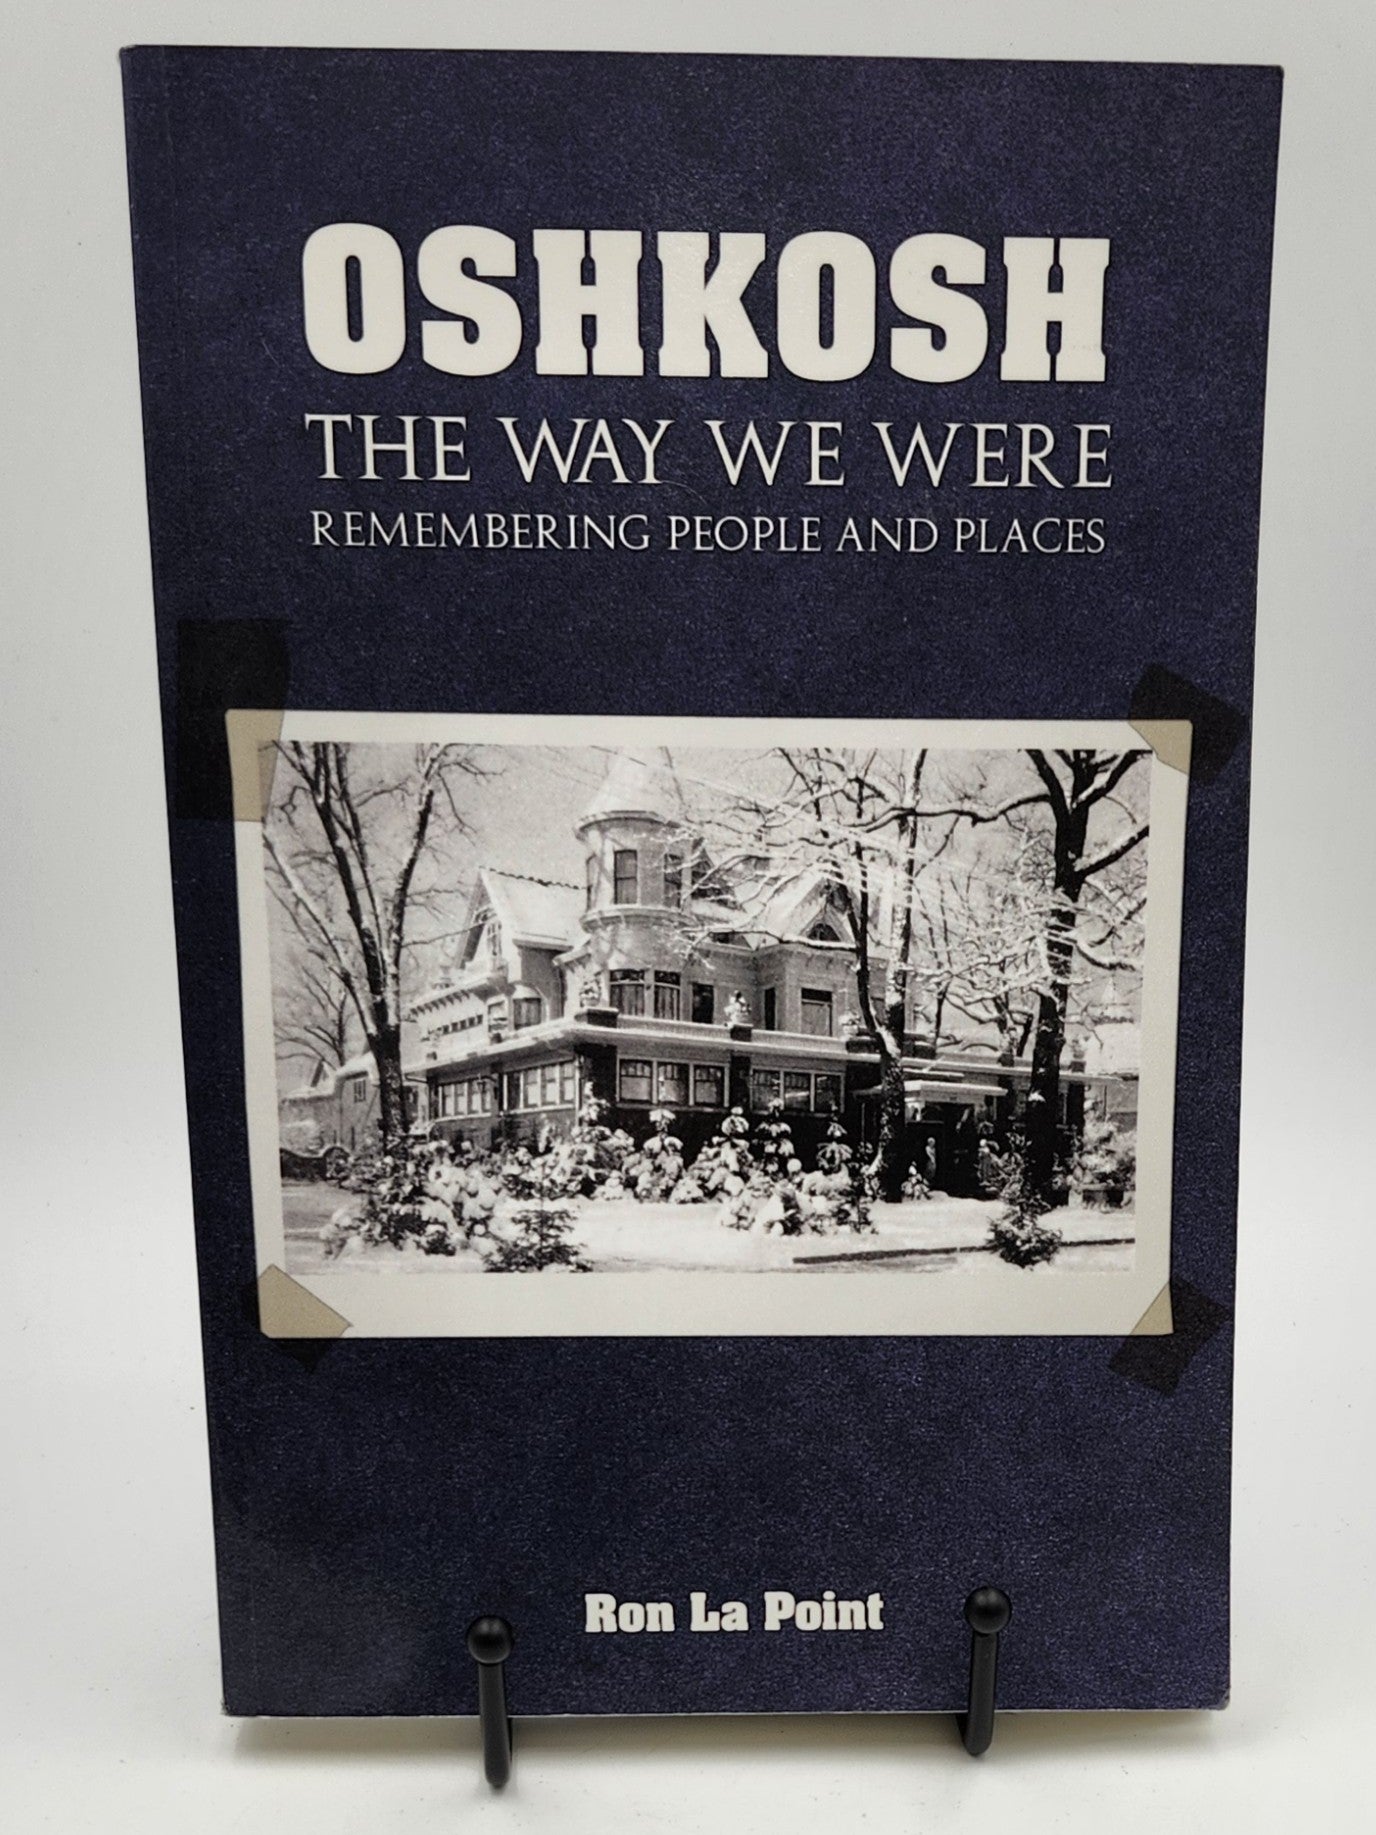 OSHKOSH
THE WAY WE WERE
REMEMBERING PEOPLE AND PLACES
Ron La Point